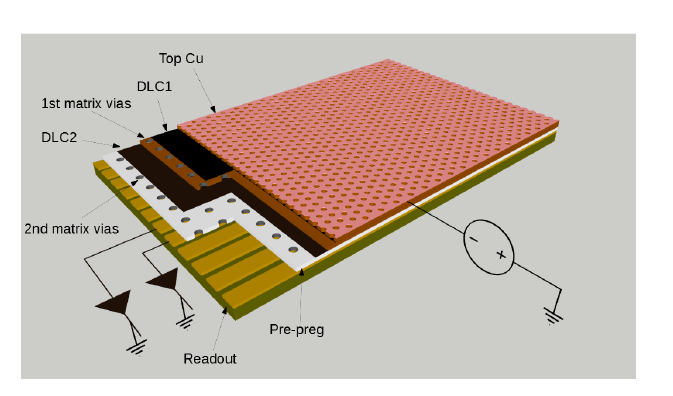 Top Cu
DLC1
1st matrix vias
DLC2
2nd matrix vias
Pre-preg
Readout